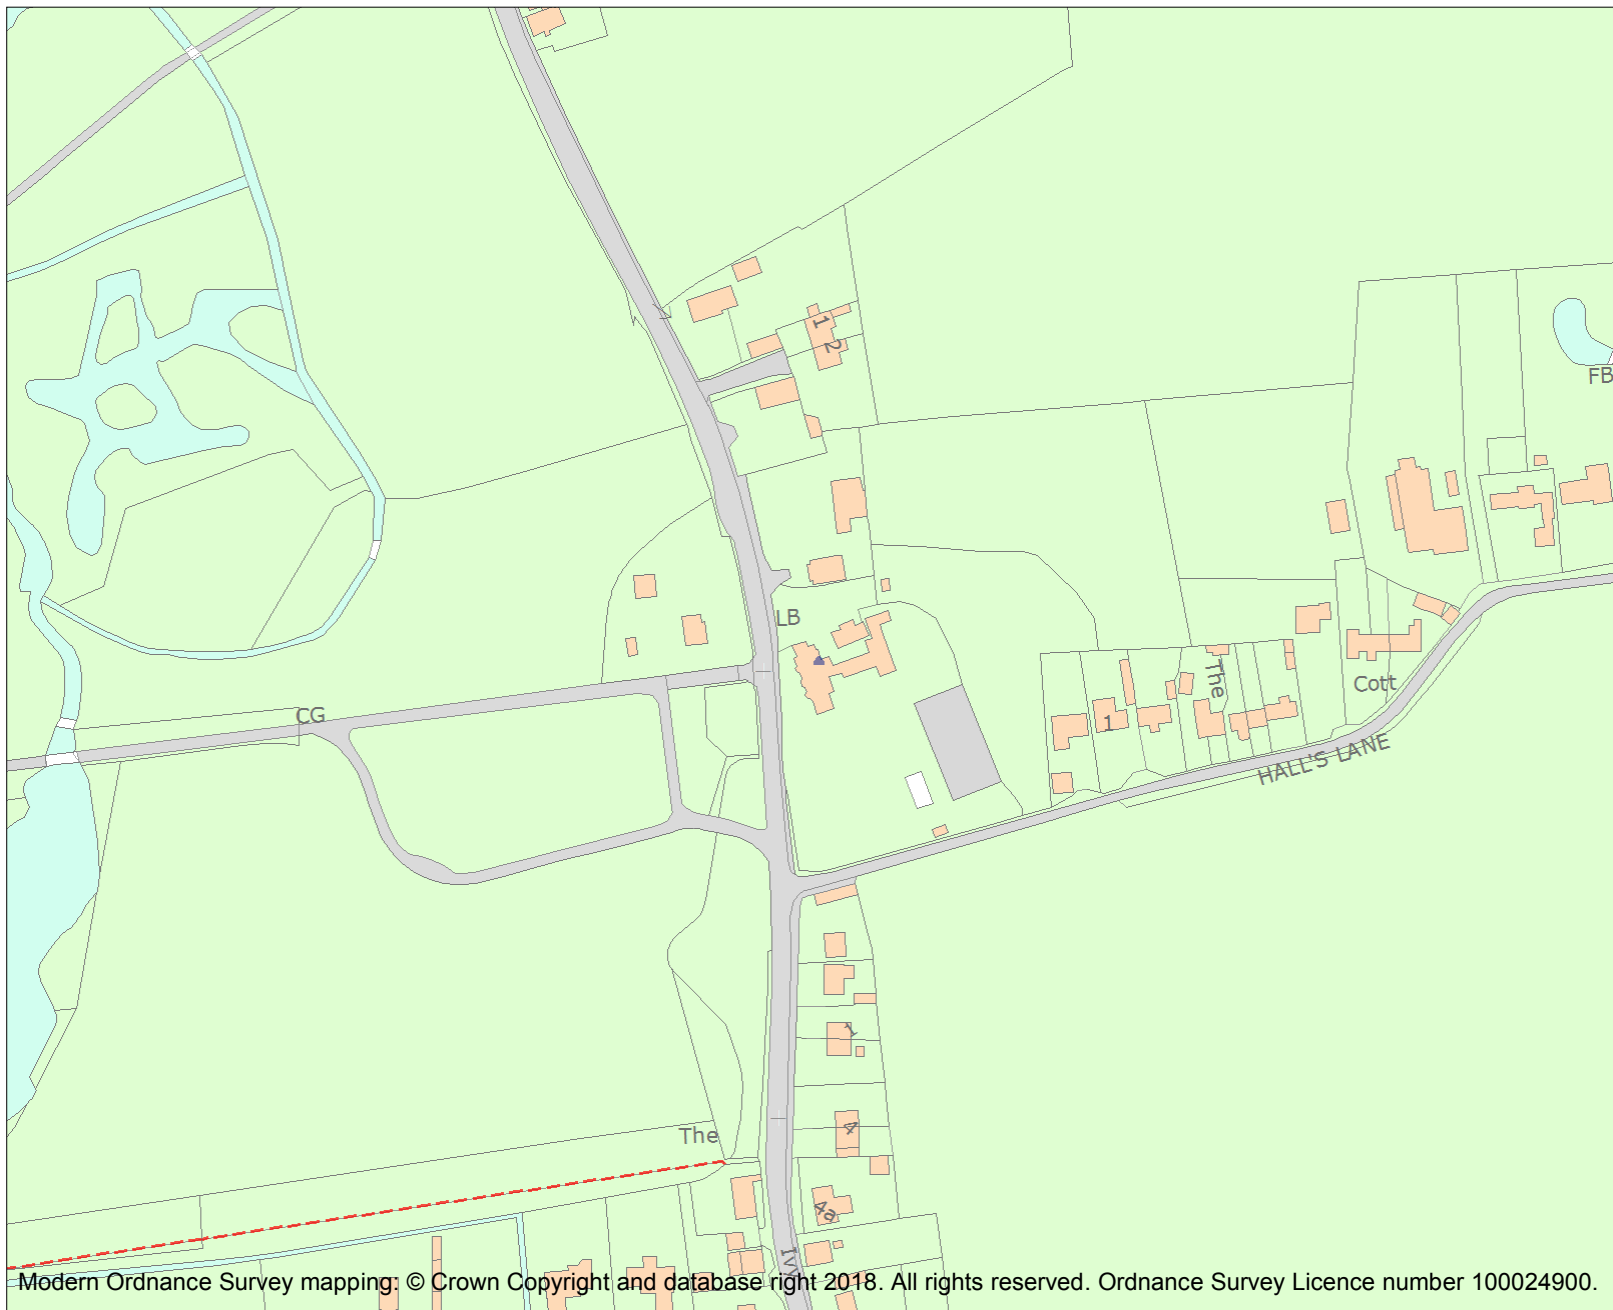 1
2
FB
LB
The
Cott
CG
1
HALL'S LANE
1
The
4
4a
Modern Ordnance Survey mapping: © Crown Copyright and database right 2018. All rights reserved. Ordnance Survey Licence number 100024900.